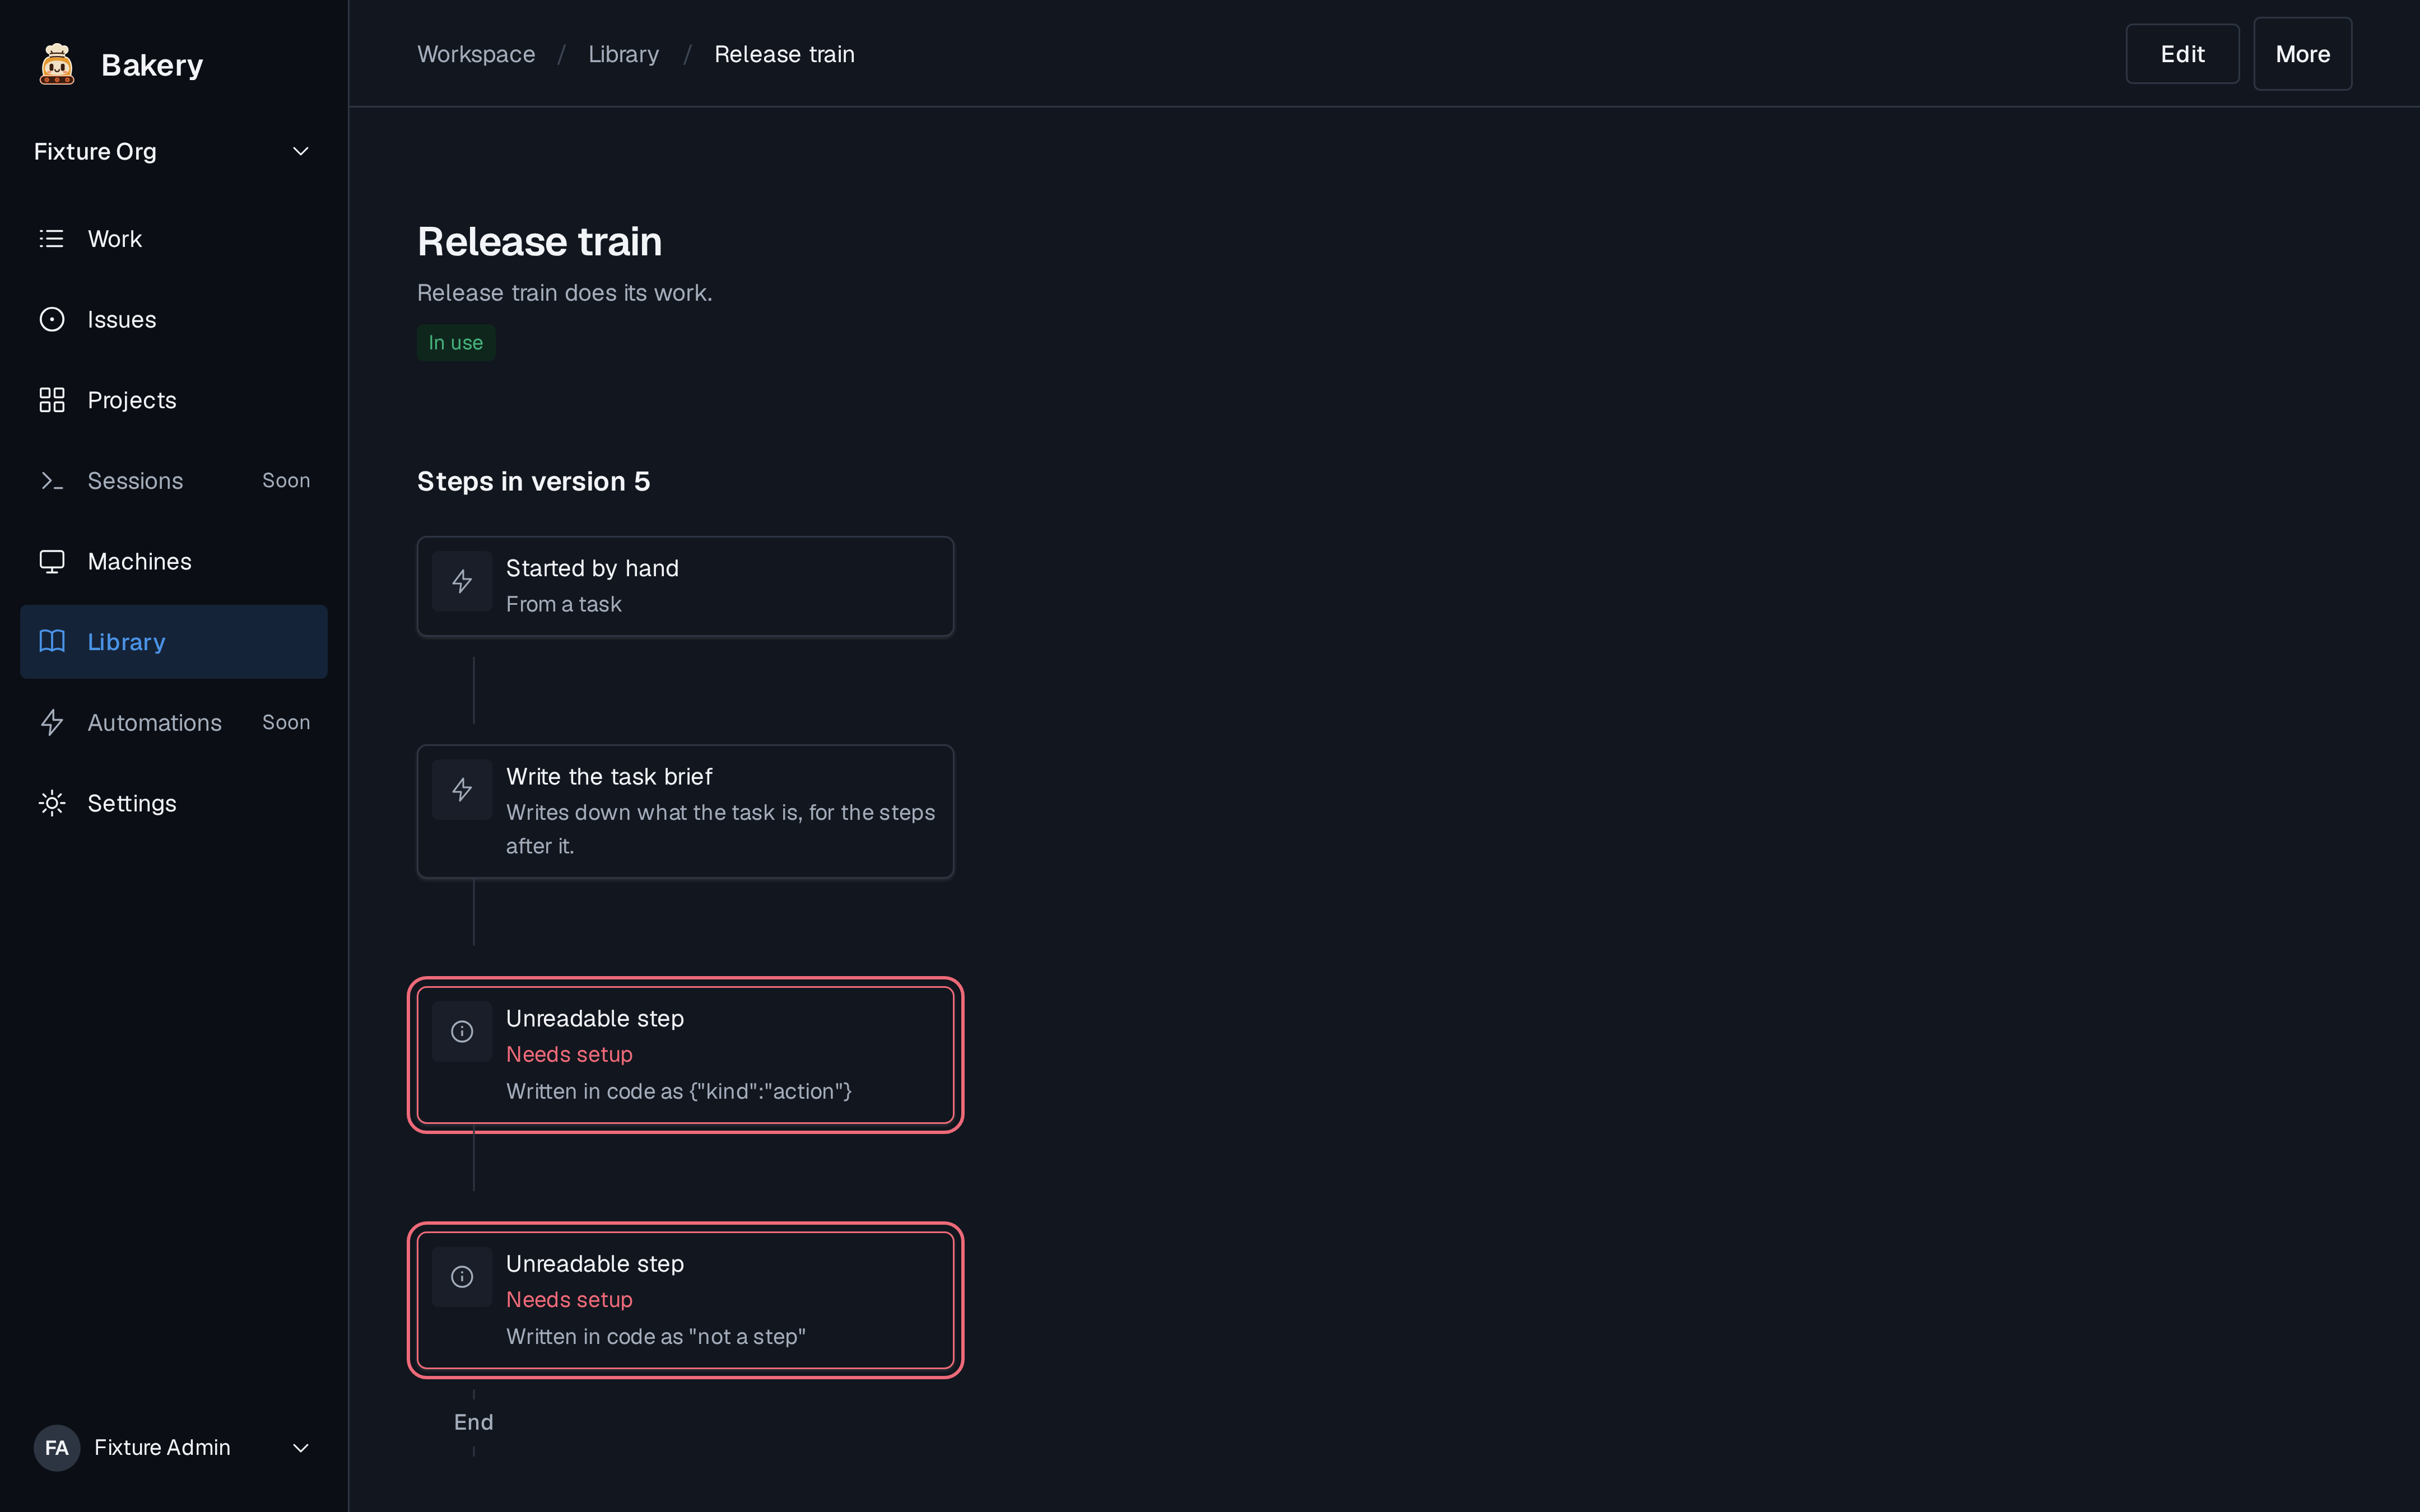 Bakery
Fixture Org
Work
Issues
Projects
Sessions Soon
Machines
Library
Automations Soon
Settings
FA Fixture Admin
Workspace / Library / Release train
Edit
More
Release train
Release train does its work.
In use
Steps in version 5
Started by hand
From a task
Write the task brief
Writes down what the task is, for the steps
after it.
Unreadable step
Needs setup
Written in code as {"kind":"action"}
Unreadable step
Needs setup
Written in code as "not a step"
End